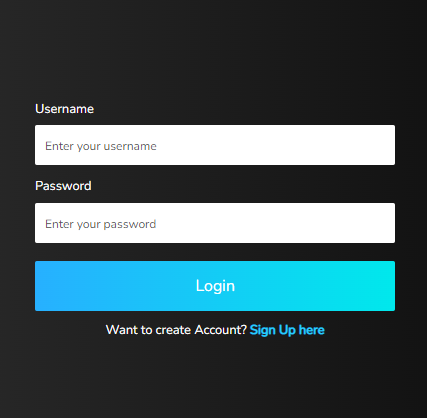 Username
Enter your username
Password
Enter your password
Login
Want to create Account? Sign Up here